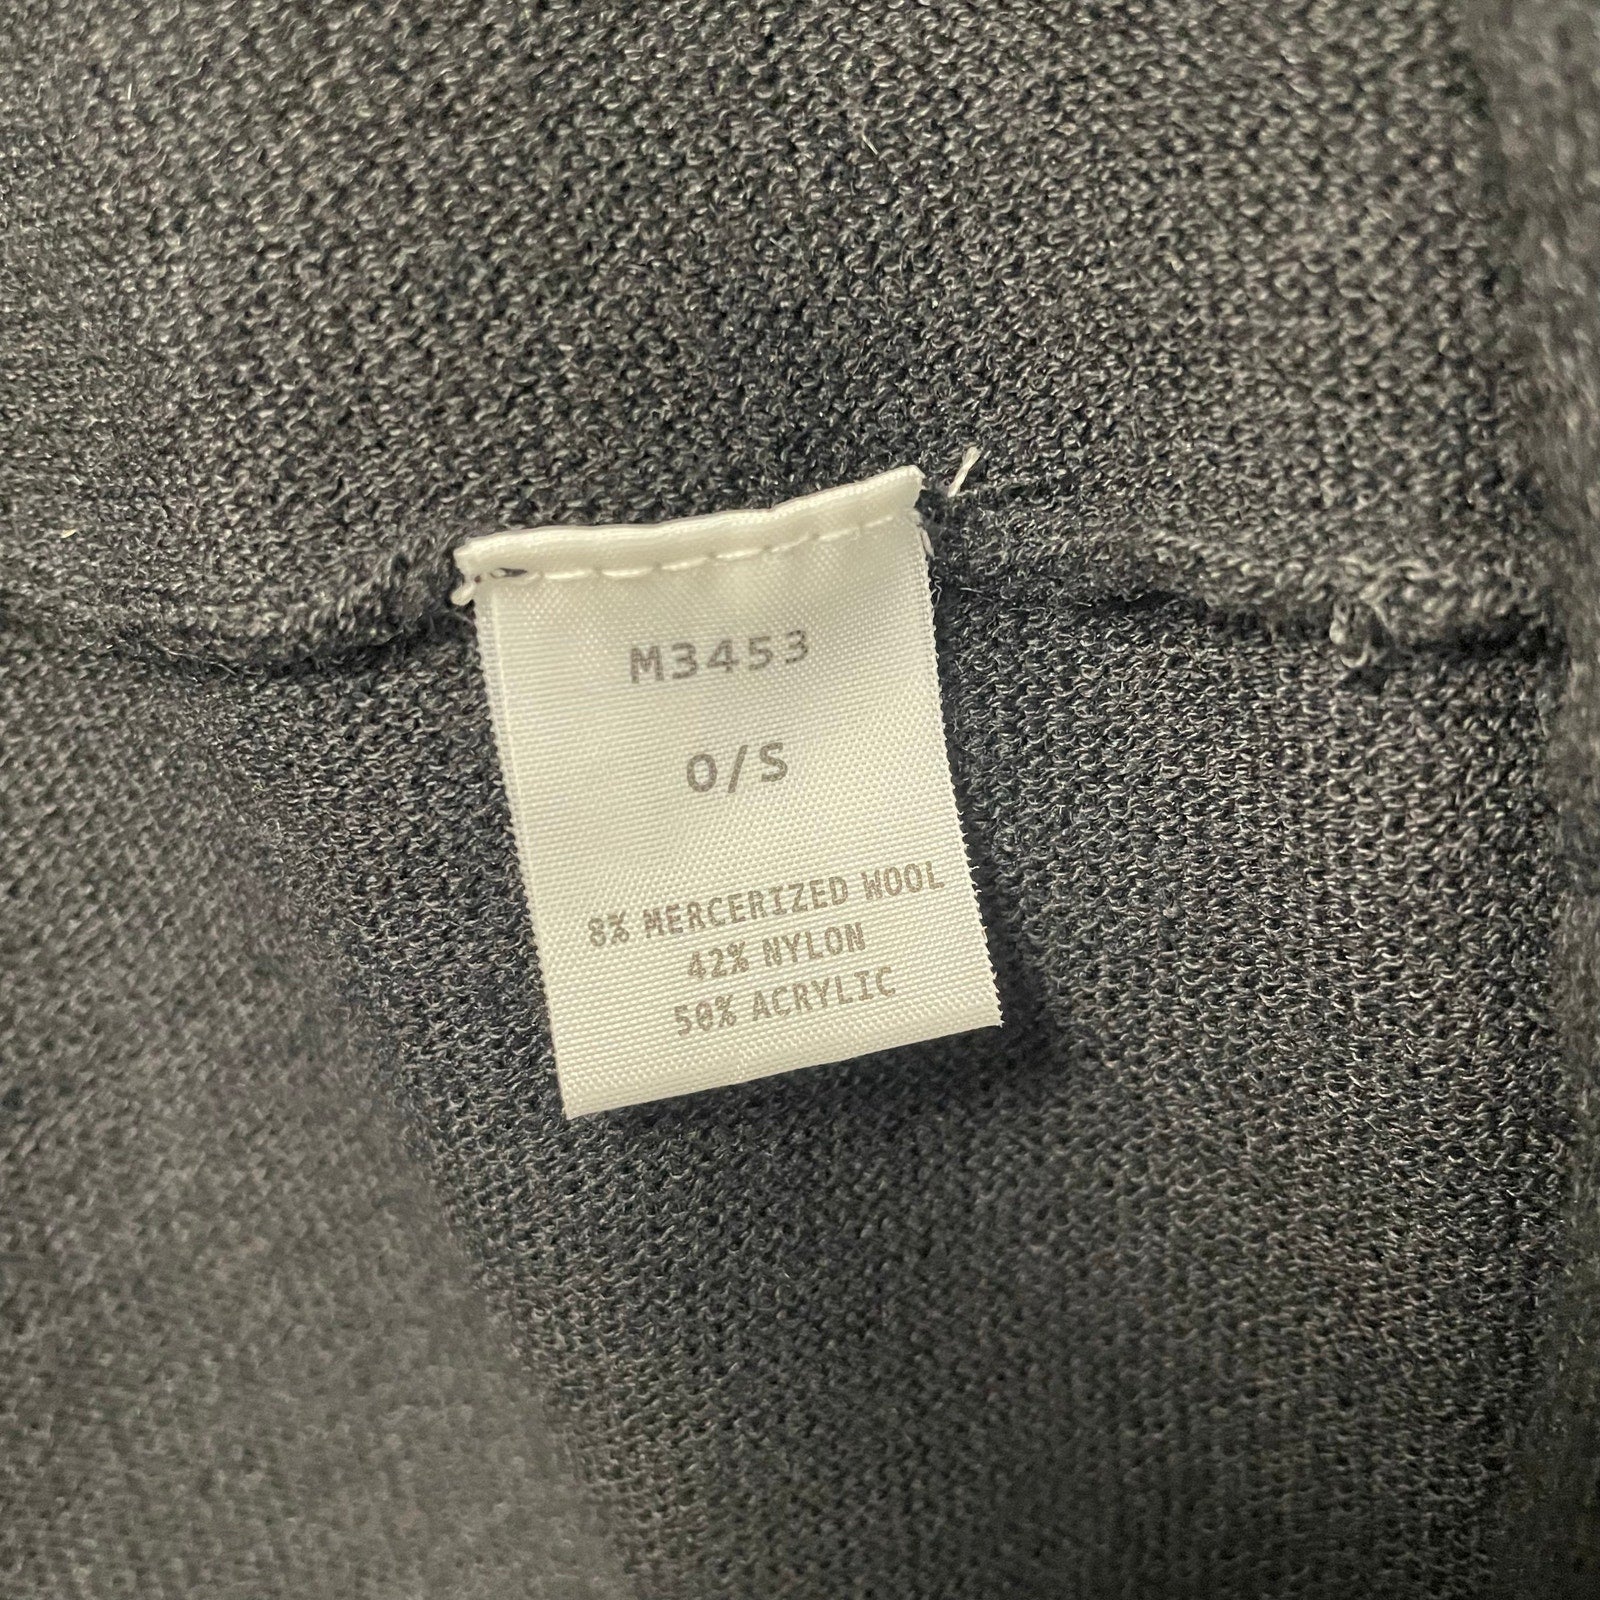 M3453
O/S
8% MERCERIZED WOOL
42% NYLON
50% ACRYLIC